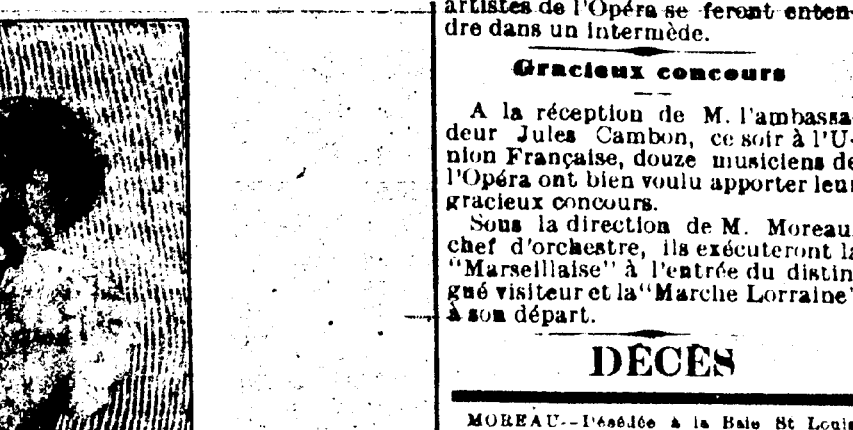 artistes de l'Opéra se feront enten-
dre dans un intermède.
Gracieux concours
A la réception de M. l'ambassa-
deur Jules Cambon, ce soir à l'U-
nion Française, douze musiciens de
l'Opéra ont bien voulu apporter leur
gracieux concours.
Sous la direction de M. Moreau,
chef d'orchestre, ils exécuteront la
"Marseillaise" à l'entrée du distin-
gué visiteur et la "Marche Lorraine"
à son départ.
DÉCÈS
MOREAU--Décédée à la Baie St Louis